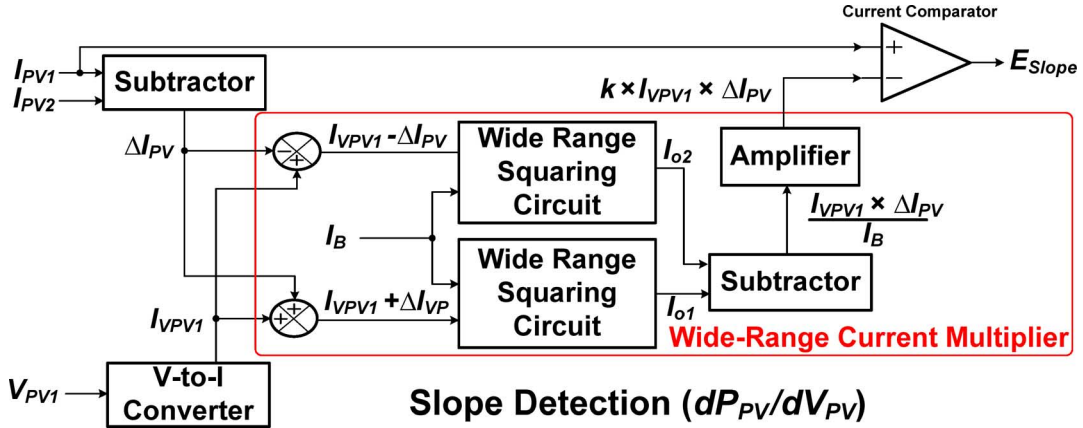 Current Comparator
I_PV1
I_PV2
Subtractor
+
−
E_Slope
k × I_VPV1 × ΔI_PV
ΔI_PV
−
+
I_VPV1 - ΔI_PV
Wide Range
Squaring
Circuit
I_o2
Amplifier
I_VPV1 × ΔI_PV
I_B
I_B
Wide Range
Squaring
Circuit
Subtractor
I_VPV1
+
+
I_VPV1 + ΔI_VP
I_o1
Wide-Range Current Multiplier
V_PV1
V-to-I
Converter
Slope Detection (dP_PV/dV_PV)